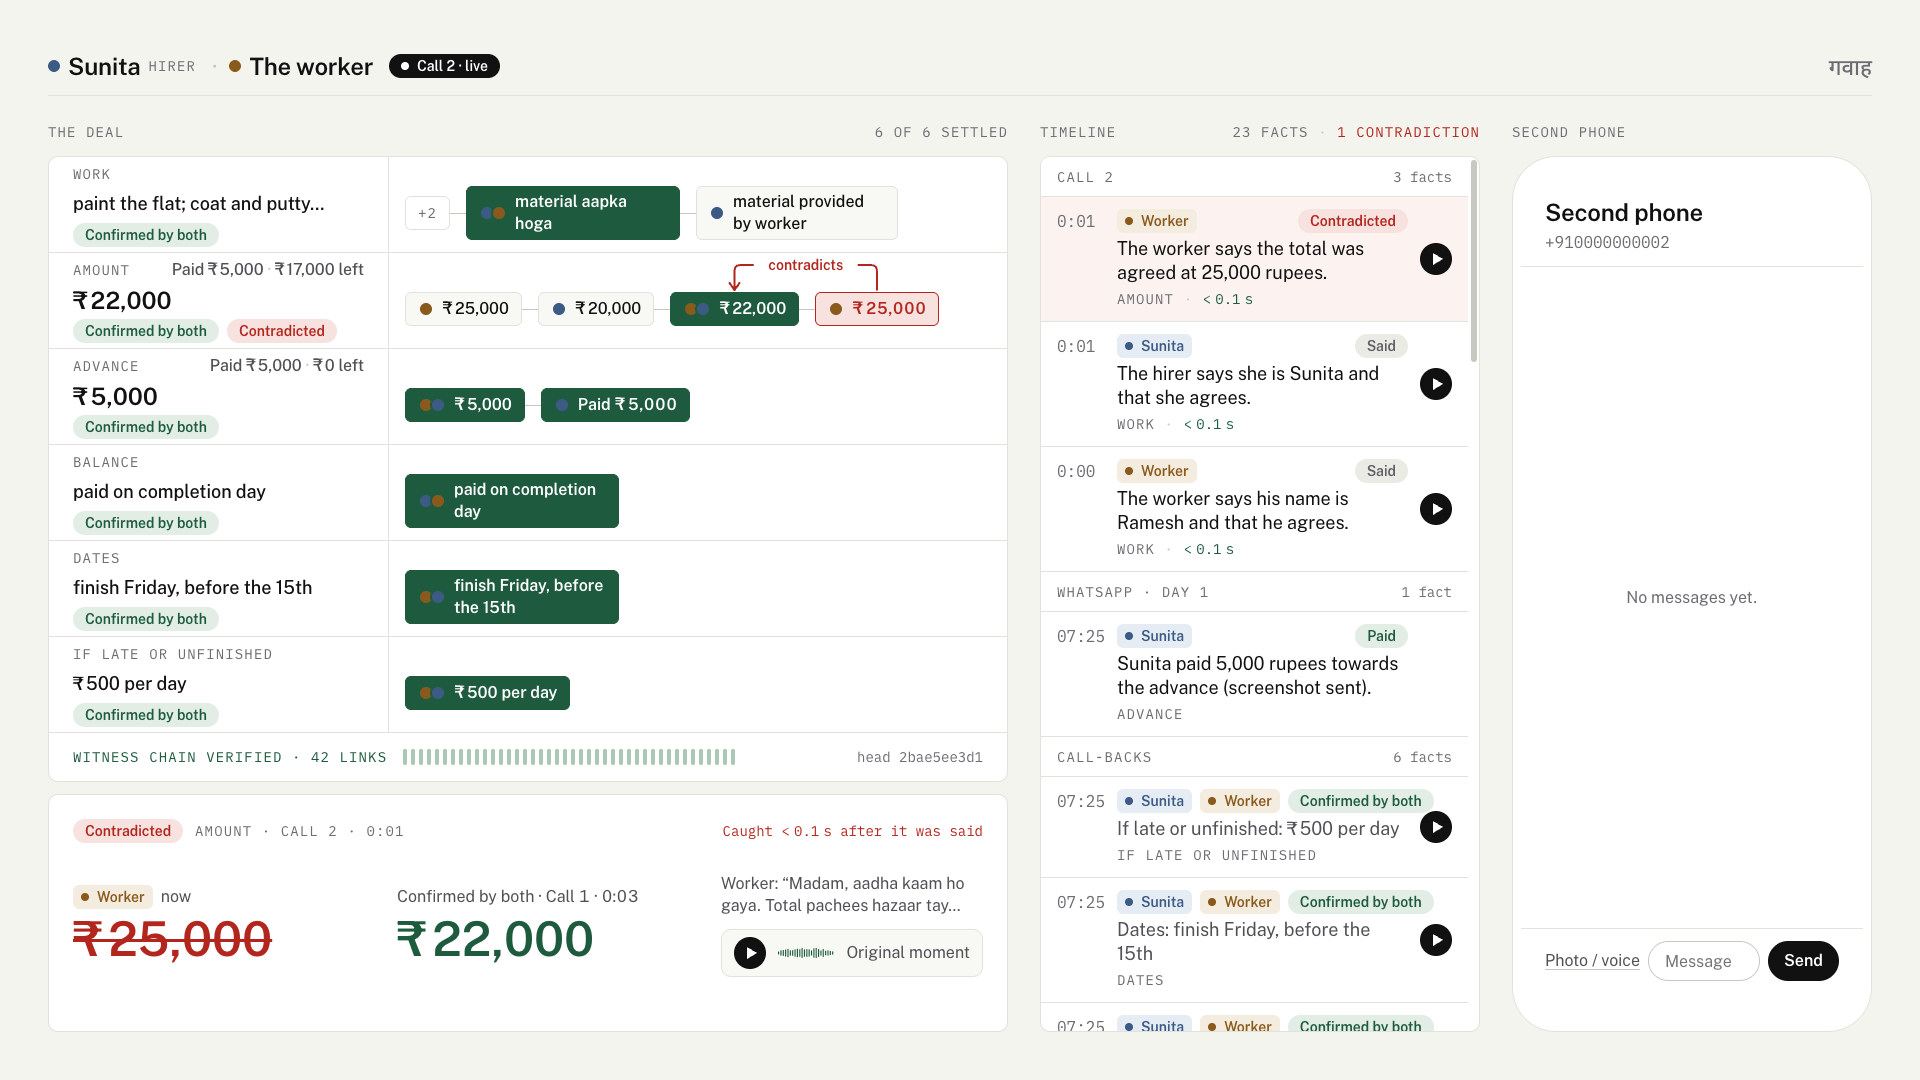 Sunita HIRER · The worker Call 2 · live
गवाह
THE DEAL
6 OF 6 SETTLED
WORK
paint the flat; coat and putty...
Confirmed by both
+2
material aapka
hoga
material provided
by worker
AMOUNT
Paid ₹5,000 · ₹17,000 left
₹22,000
Confirmed by both
Contradicted
contradicts
₹25,000
₹20,000
₹22,000
₹25,000
ADVANCE
Paid ₹5,000 · ₹0 left
₹5,000
Confirmed by both
₹5,000
Paid ₹5,000
BALANCE
paid on completion day
Confirmed by both
paid on completion
day
DATES
finish Friday, before the 15th
Confirmed by both
finish Friday, before
the 15th
IF LATE OR UNFINISHED
₹500 per day
Confirmed by both
₹500 per day
WITNESS CHAIN VERIFIED · 42 LINKS
head 2bae5ee3d1
Contradicted
AMOUNT · CALL 2 · 0:01
Caught <0.1 s after it was said
Worker now
₹25,000
Confirmed by both · Call 1 · 0:03
₹22,000
Worker: “Madam, aadha kaam ho
gaya. Total pachees hazaar tay...
Original moment
TIMELINE
23 FACTS · 1 CONTRADICTION
CALL 2
3 facts
0:01
Worker
Contradicted
The worker says the total was
agreed at 25,000 rupees.
AMOUNT · <0.1 s
0:01
Sunita
Said
The hirer says she is Sunita and
that she agrees.
WORK · <0.1 s
0:00
Worker
Said
The worker says his name is
Ramesh and that he agrees.
WORK · <0.1 s
WHATSAPP · DAY 1
1 fact
07:25
Sunita
Paid
Sunita paid 5,000 rupees towards
the advance (screenshot sent).
ADVANCE
CALL-BACKS
6 facts
07:25
Sunita
Worker
Confirmed by both
If late or unfinished: ₹500 per day
IF LATE OR UNFINISHED
07:25
Sunita
Worker
Confirmed by both
Dates: finish Friday, before the
15th
DATES
07:25
Sunita
Worker
Confirmed by both
SECOND PHONE
Second phone
+910000000002
No messages yet.
Photo / voice
Message
Send